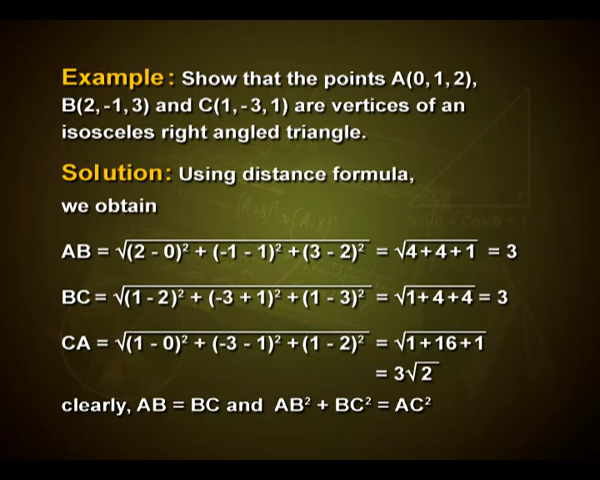 Example: Show that the points A(0, 1, 2),
B(2, -1, 3) and C(1, -3, 1) are vertices of an
isosceles right angled triangle.
Solution: Using distance formula,
we obtain
AB = √(2 - 0)² + (-1 - 1)² + (3 - 2)² = √4 + 4 + 1 = 3
BC = √(1 - 2)² + (-3 + 1)² + (1 - 3)² = √1 + 4 + 4 = 3
CA = √(1 - 0)² + (-3 - 1)² + (1 - 2)² = √1 + 16 + 1
= 3√2
clearly, AB = BC and AB² + BC² = AC²